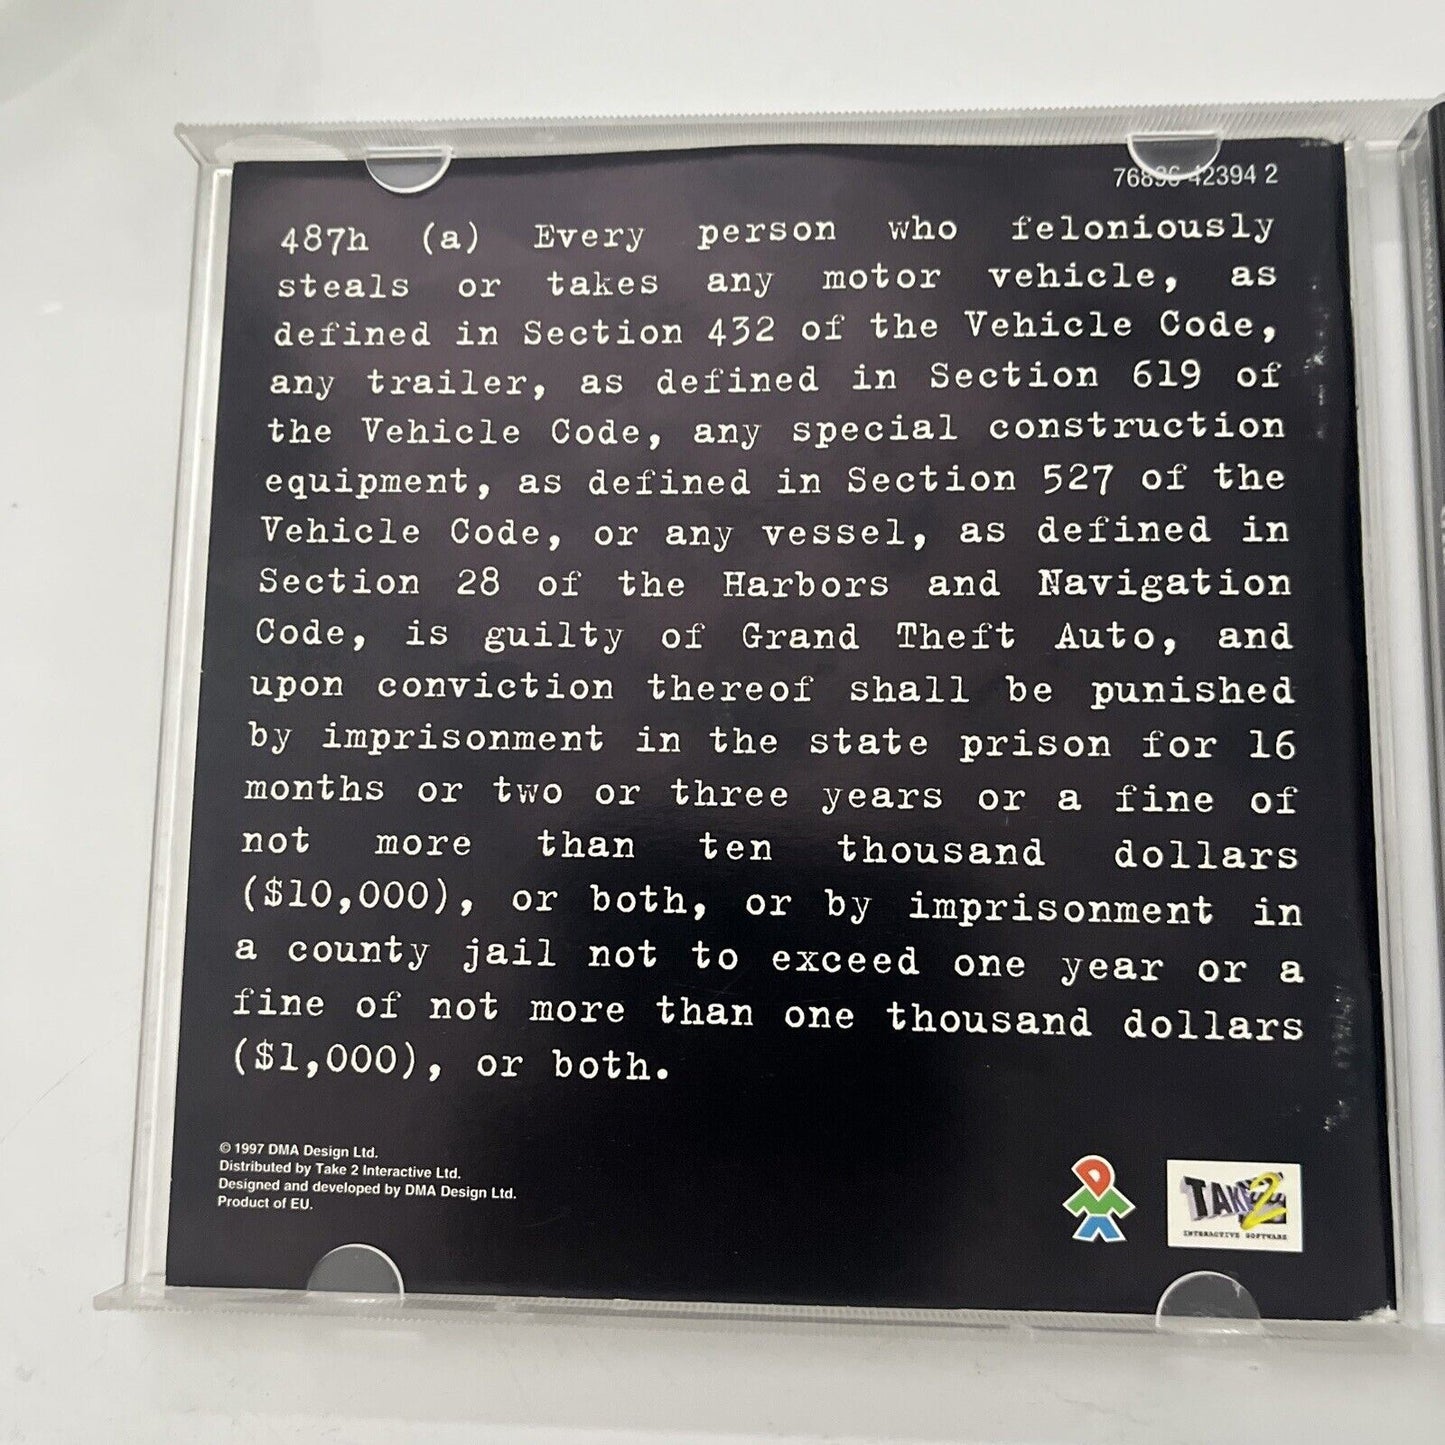 76896 42394 2
487h (a) Every person who feloniously
steals or takes any motor vehicle, as
defined in Section 432 of the Vehicle Code,
any trailer, as defined in Section 619 of
the Vehicle Code, any special construction
equipment, as defined in Section 527 of the
Vehicle Code, or any vessel, as defined in
Section 28 of the Harbors and Navigation
Code, is guilty of Grand Theft Auto, and
upon conviction thereof shall be punished
by imprisonment in the state prison for 16
months or two or three years or a fine of
not more than ten thousand dollars
($10,000), or both, or by imprisonment in
a county jail not to exceed one year or a
fine of not more than one thousand dollars
($1,000), or both.
© 1997 DMA Design Ltd.
Distributed by Take 2 Interactive Ltd.
Designed and developed by DMA Design Ltd.
Product of EU.
D
TAKE 2
INTERACTIVE SOFTWARE